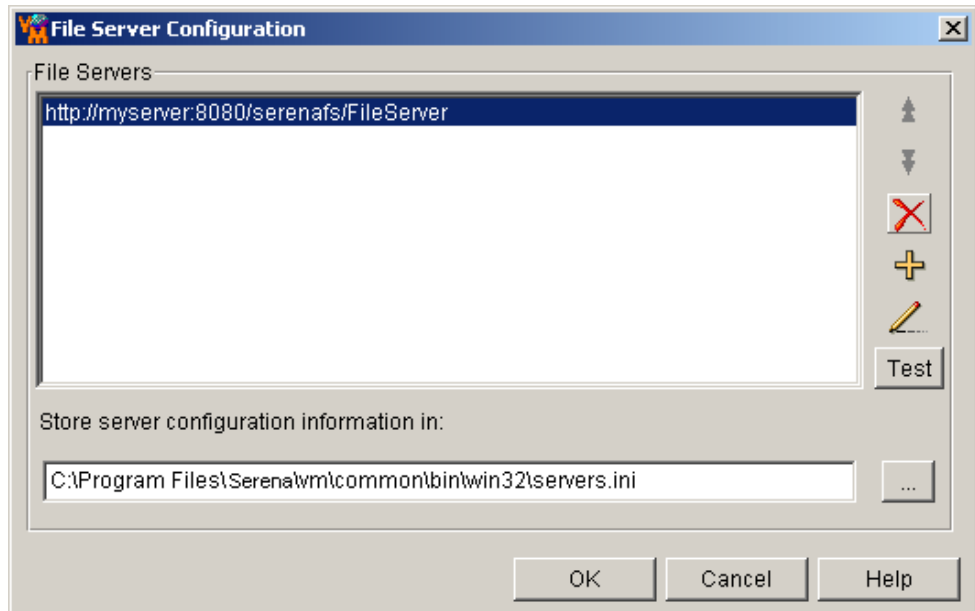 File Server Configuration
File Servers
http://myserver:8080/serenafs/FileServer
Test
Store server configuration information in:
C:\Program Files\Serena\vm\common\bin\win32\servers.ini
...
OK
Cancel
Help